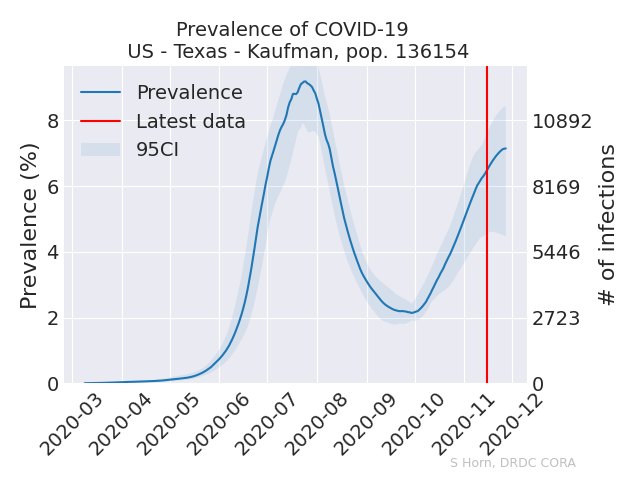 Prevalence of COVID-19
US - Texas - Kaufman, pop. 136154
Prevalence
Latest data
95CI
Prevalence (%)
8
6
4
2
0
10892
8169
5446
2723
0
# of infections
2020-03
2020-04
2020-05
2020-06
2020-07
2020-08
2020-09
2020-10
2020-11
2020-12
S Horn, DRDC CORA